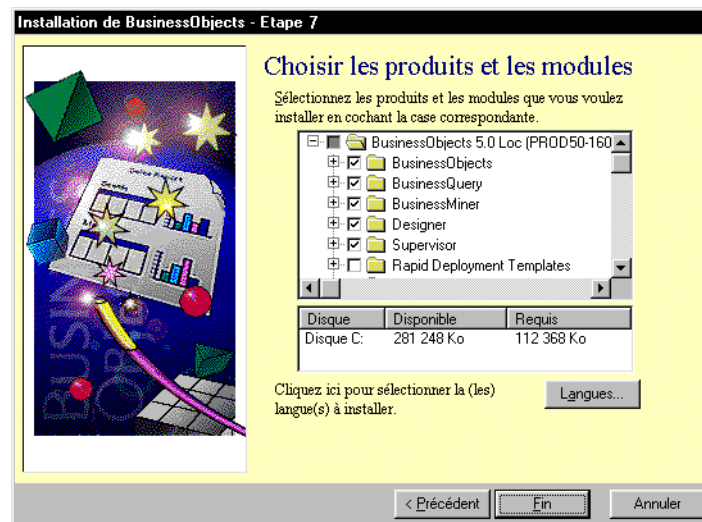 Installation de BusinessObjects - Etape 7
Choisir les produits et les modules
Sélectionnez les produits et les modules que vous voulez
installer en cochant la case correspondante.
BusinessObjects 5.0 Loc (PROD50-160
BusinessObjects
BusinessQuery
BusinessMiner
Designer
Supervisor
Rapid Deployment Templates
Disque Disponible Requis
Disque C: 281 248 Ko 112 368 Ko
Cliquez ici pour sélectionner la (les)
langue(s) à installer.
Langues...
BUSIN
OBJE
< Précédent Fin Annuler